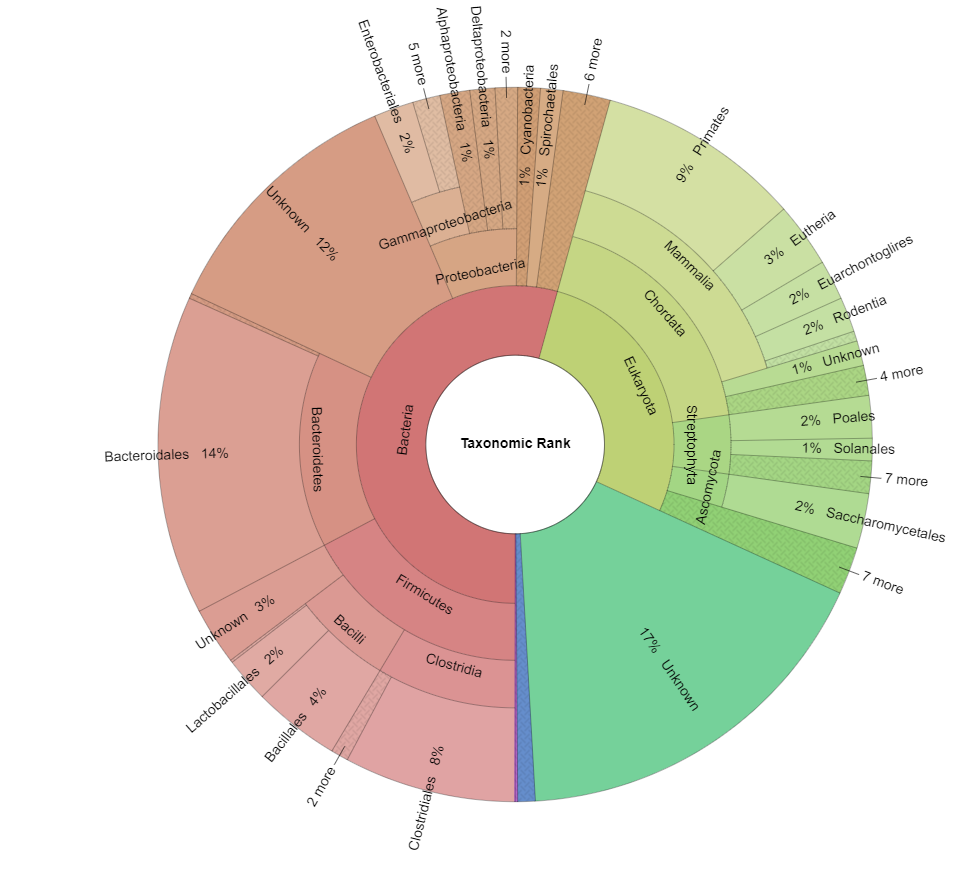 Taxonomic Rank
Bacteria
Firmicutes
Clostridia
8% Clostridiales
2 more
Bacilli
Bacillales 4%
Lactobacillales 2%
Unknown 3%
Bacteroidetes
Bacteroidales 14%
Unknown 12%
Proteobacteria
Gammaproteobacteria
Enterobacteriales 2%
5 more
Alphaproteobacteria 1%
Deltaproteobacteria 1%
2 more
1% Cyanobacteria
1% Spirochaetales
6 more
Eukaryota
Chordata
Mammalia
9% Primates
3% Eutheria
2% Euarchontoglires
2% Rodentia
1% Unknown
4 more
Streptophyta
2% Poales
1% Solanales
7 more
Ascomycota
2% Saccharomycetales
7 more
17% Unknown